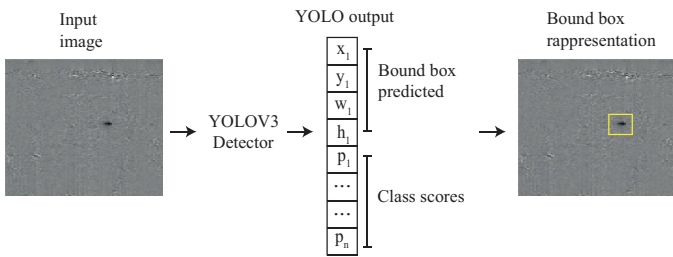 Input
image
YOLO output
Bound box
rappresentation
YOLOV3
Detector
x1
y1
w1
h1
p1
...
...
pn
Bound box
predicted
Class scores